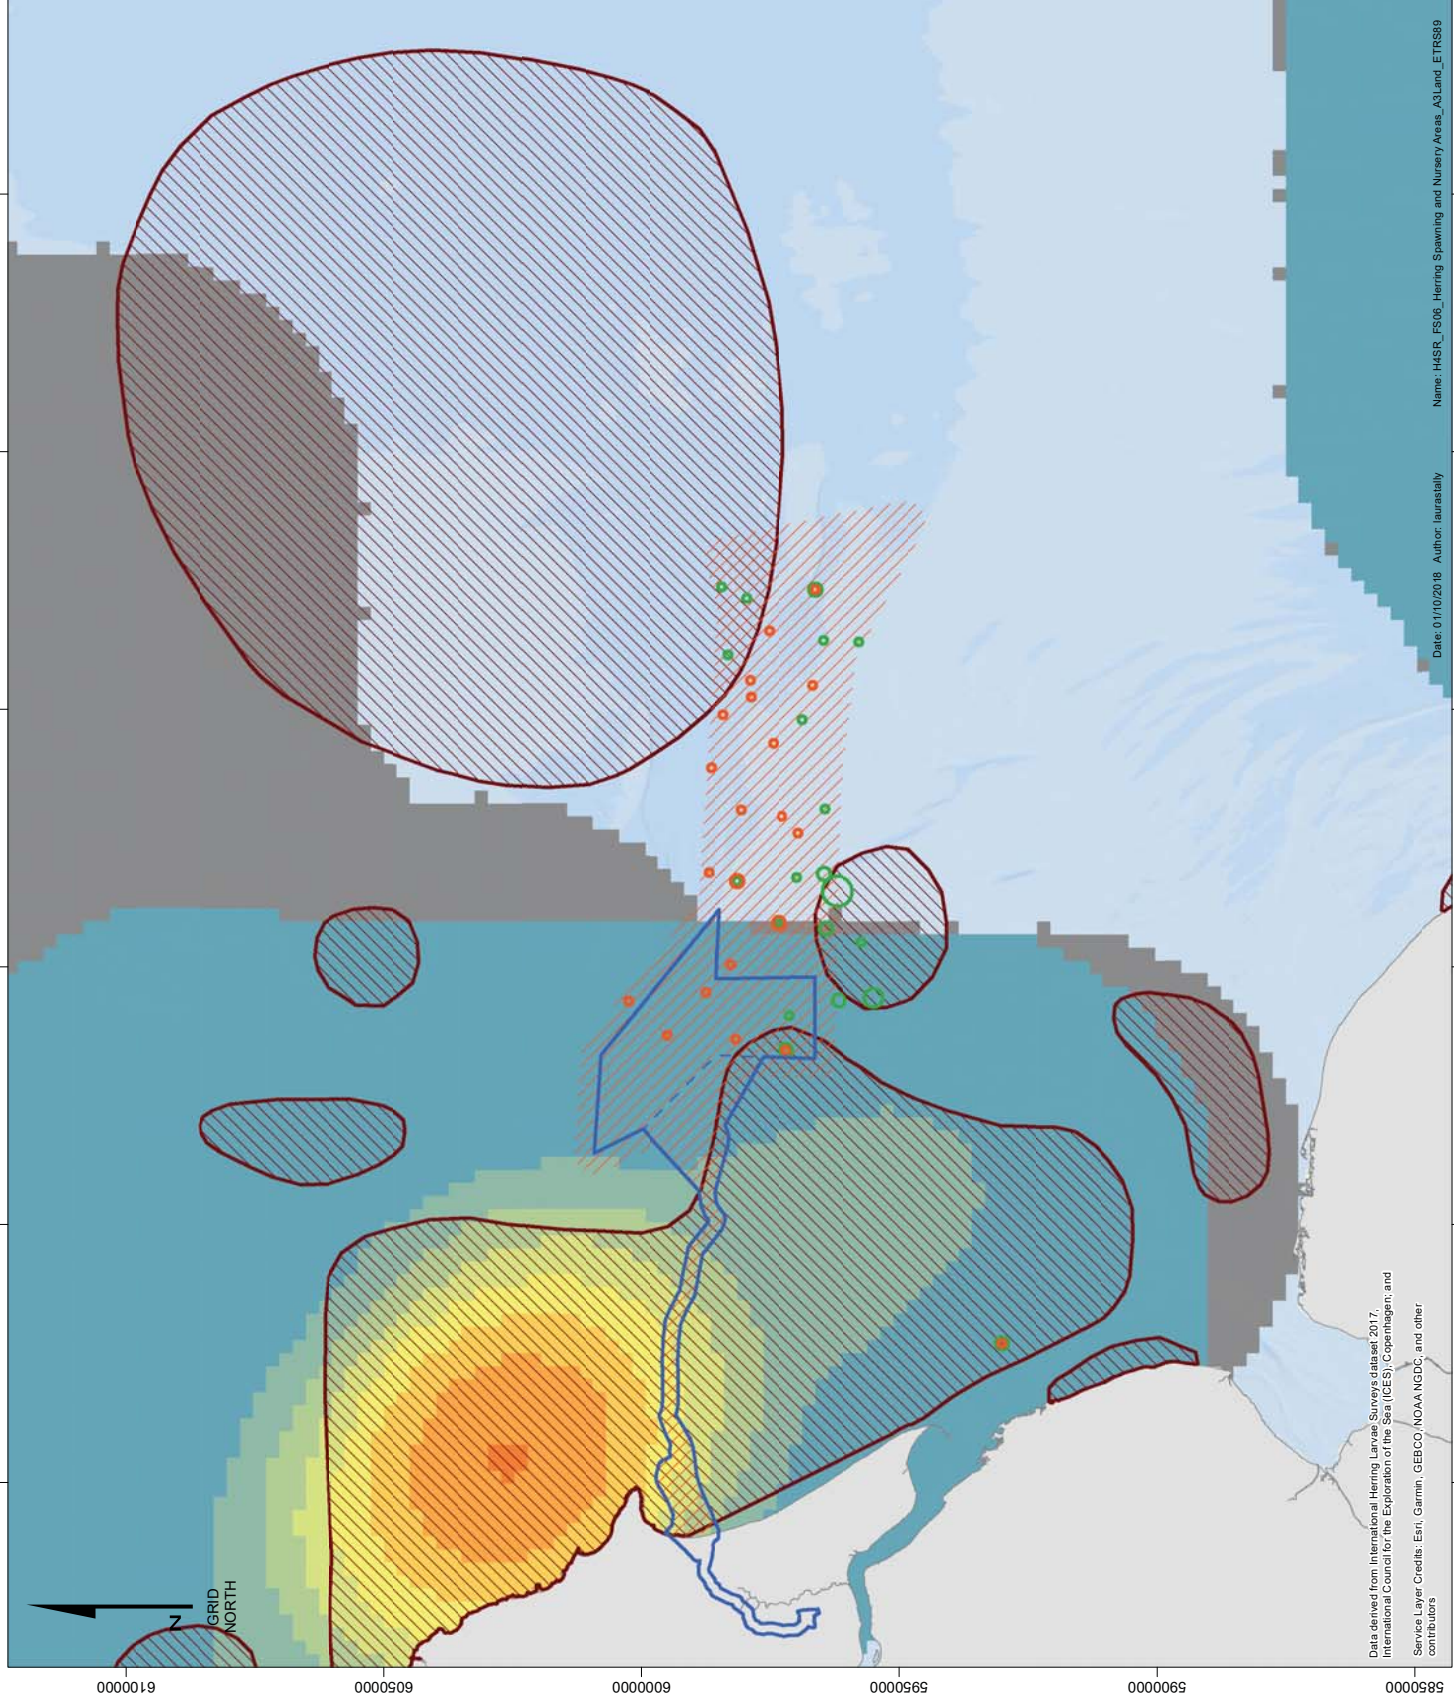 N
GRID
NORTH
6100000
6050000
6000000
5950000
5900000
5850000
Data derived from International Herring Larvae Surveys dataset 2017,
International Council for the Exploration of the Sea (ICES), Copenhagen; and
Service Layer Credits: Esri, Garmin, GEBCO, NOAA NGDC, and other
contributors
Date: 01/10/2018 Author: laurastally
Name: H4SR_FS06_Herring Spawning and Nursery Areas_A3Land_ETRS89